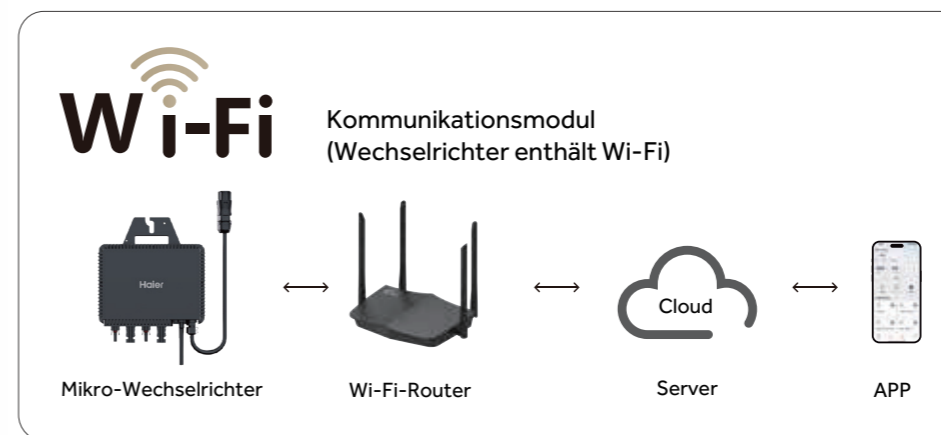 Wi-Fi
Kommunikationsmodul
(Wechselrichter enthält Wi-Fi)
Haier
Cloud
Mikro-Wechselrichter
Wi-Fi-Router
Server
APP